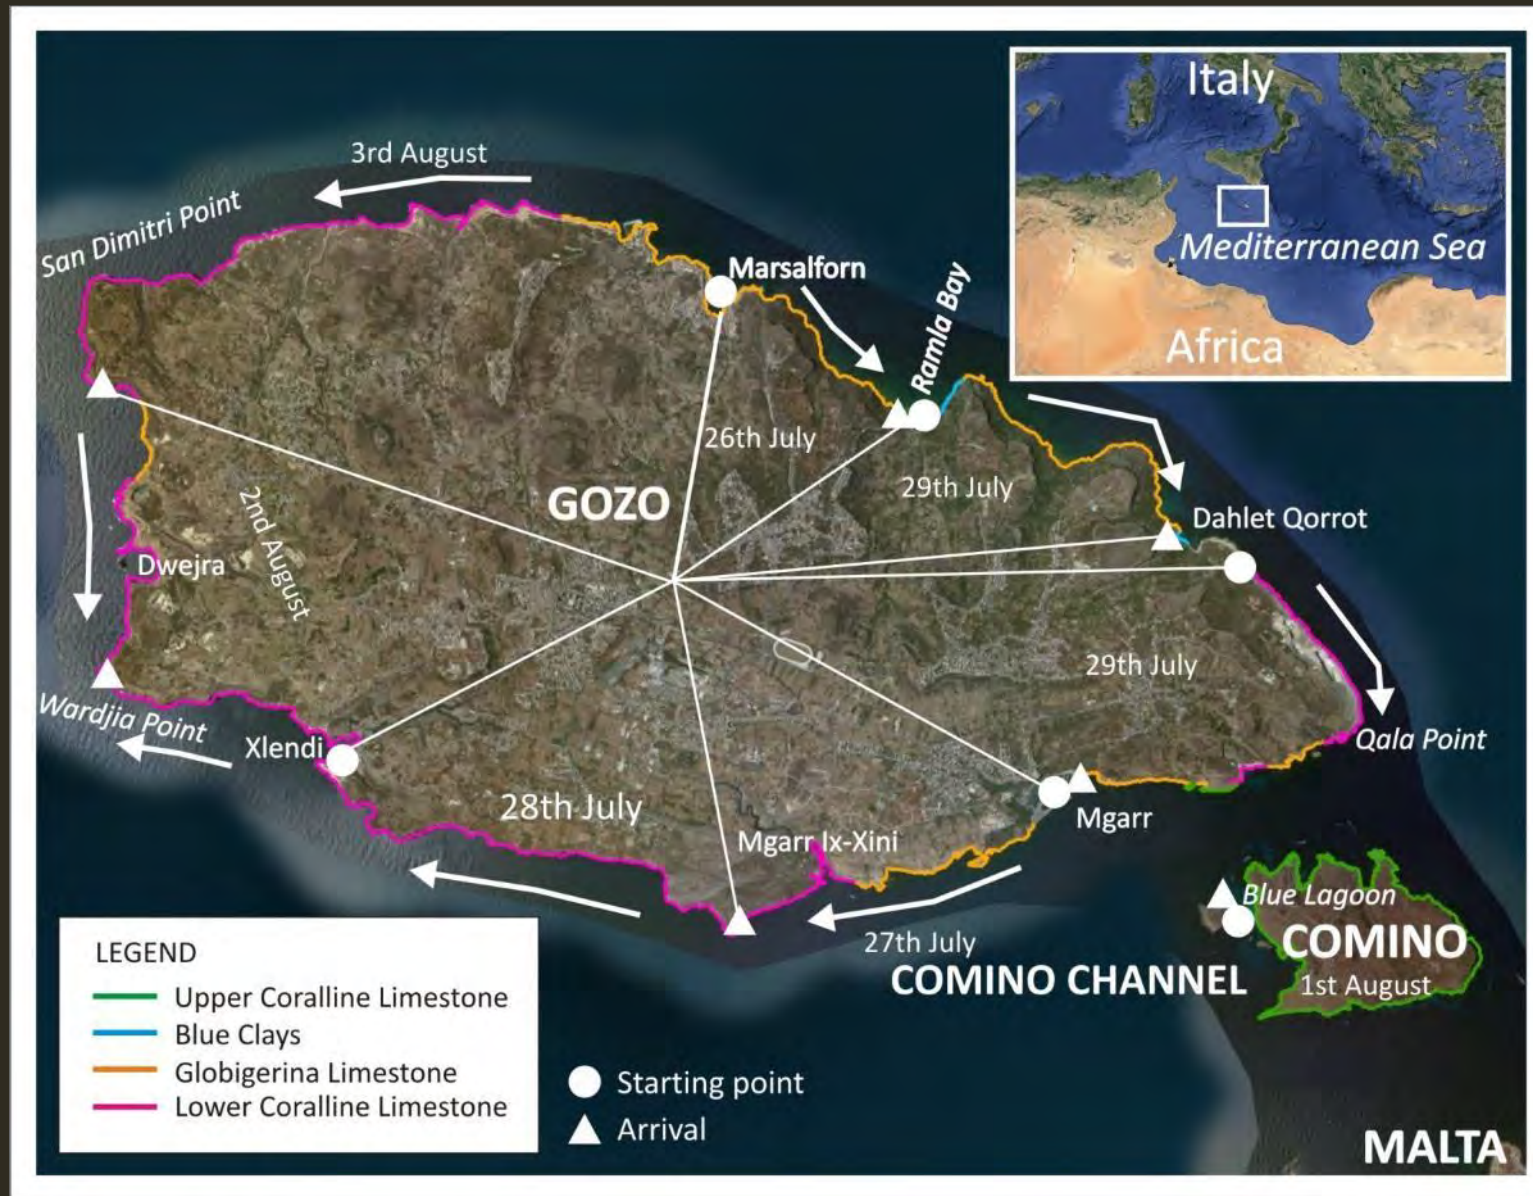 Italy
Mediterranean Sea
Africa
3rd August
San Dimitri Point
Marsalforn
Ramla Bay
26th July
29th July
GOZO
2nd August
Dahlet Qorrot
Dwejra
29th July
Wardjia Point
Qala Point
Xlendi
28th July
Mgarr
Mgarr Ix-Xini
Blue Lagoon
COMINO
1st August
27th July
COMINO CHANNEL
LEGEND
Upper Coralline Limestone
Blue Clays
Globigerina Limestone
Lower Coralline Limestone
Starting point
Arrival
MALTA